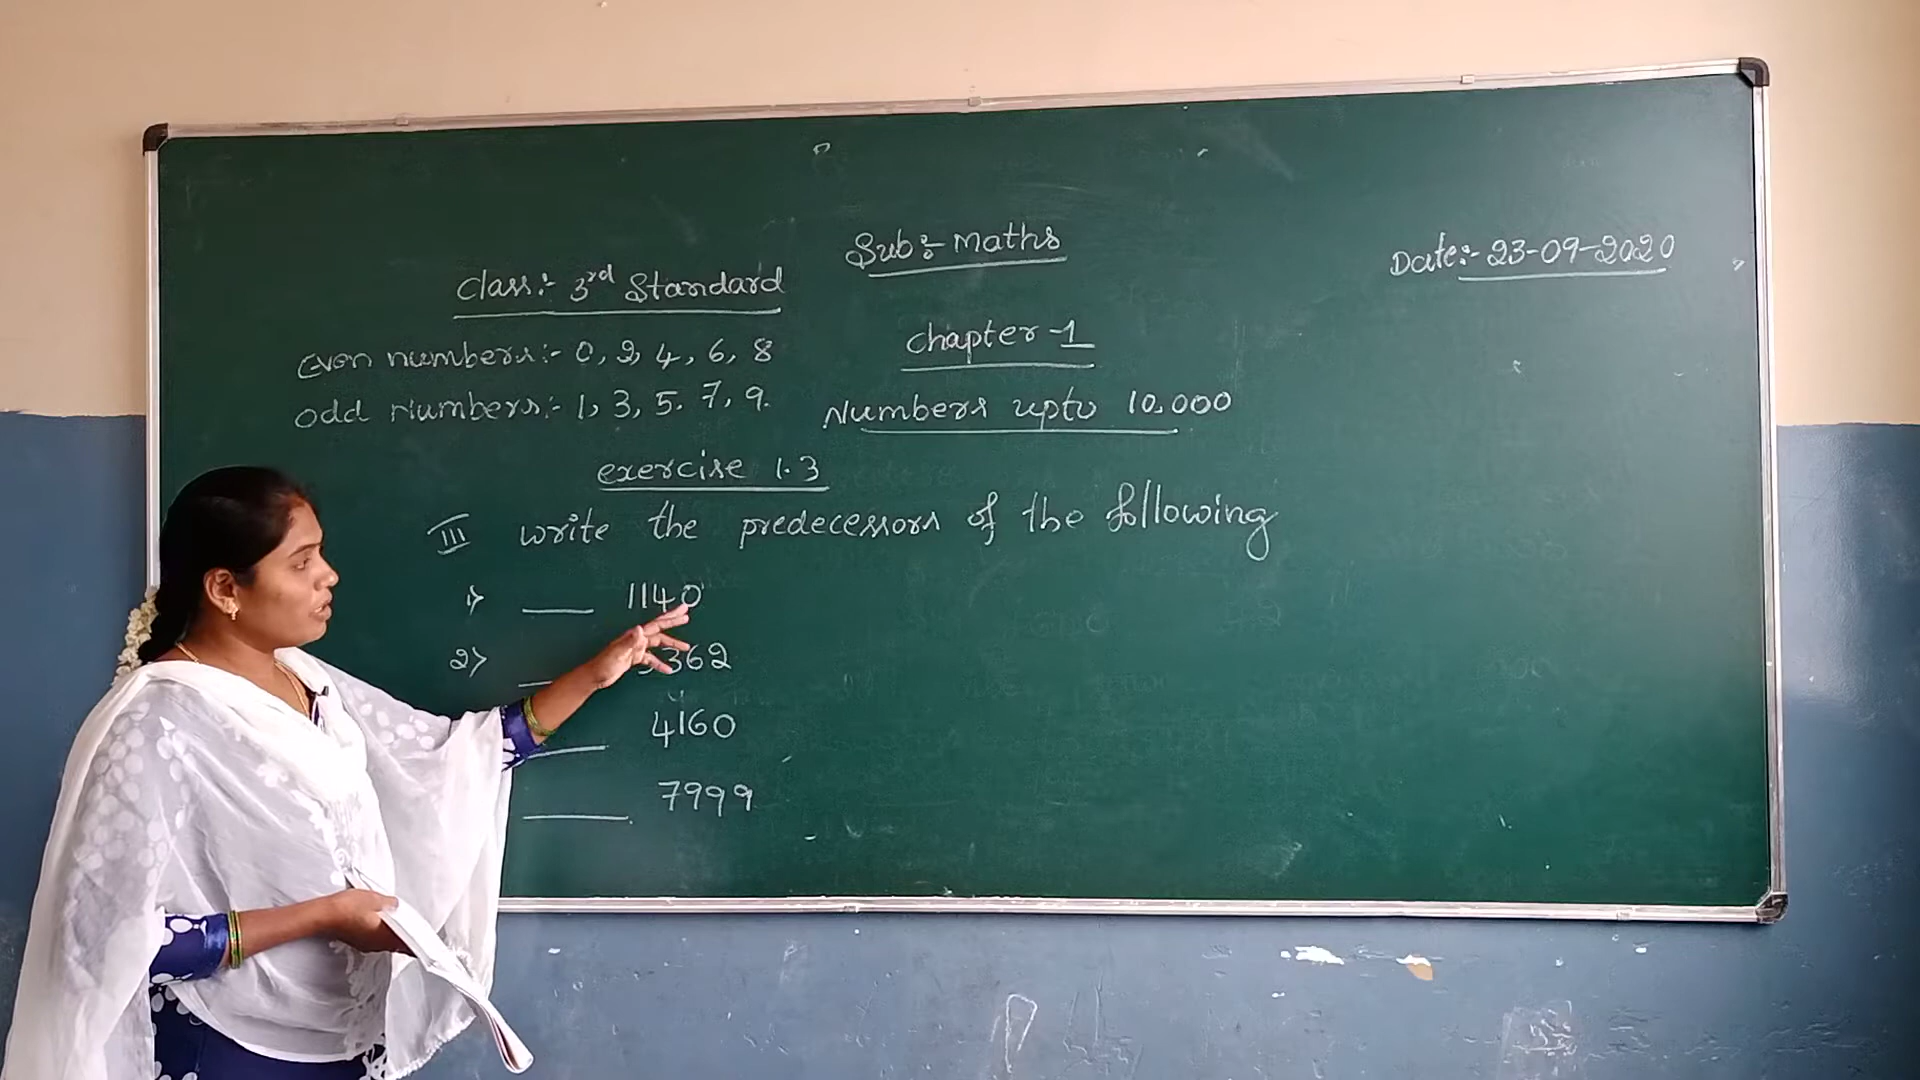 Sub:- Maths
Date:- 23-09-2020
Class:- 3rd Standard
Chapter-1
Even numbers:- 0, 2, 4, 6, 8
odd Numbers:- 1, 3, 5. 7, 9.
Numbers upto 10,000
exercise 1.3
III write the predecessors of the following
1> ___ 1140
2> ___ 362
___ 4160
___ 7999